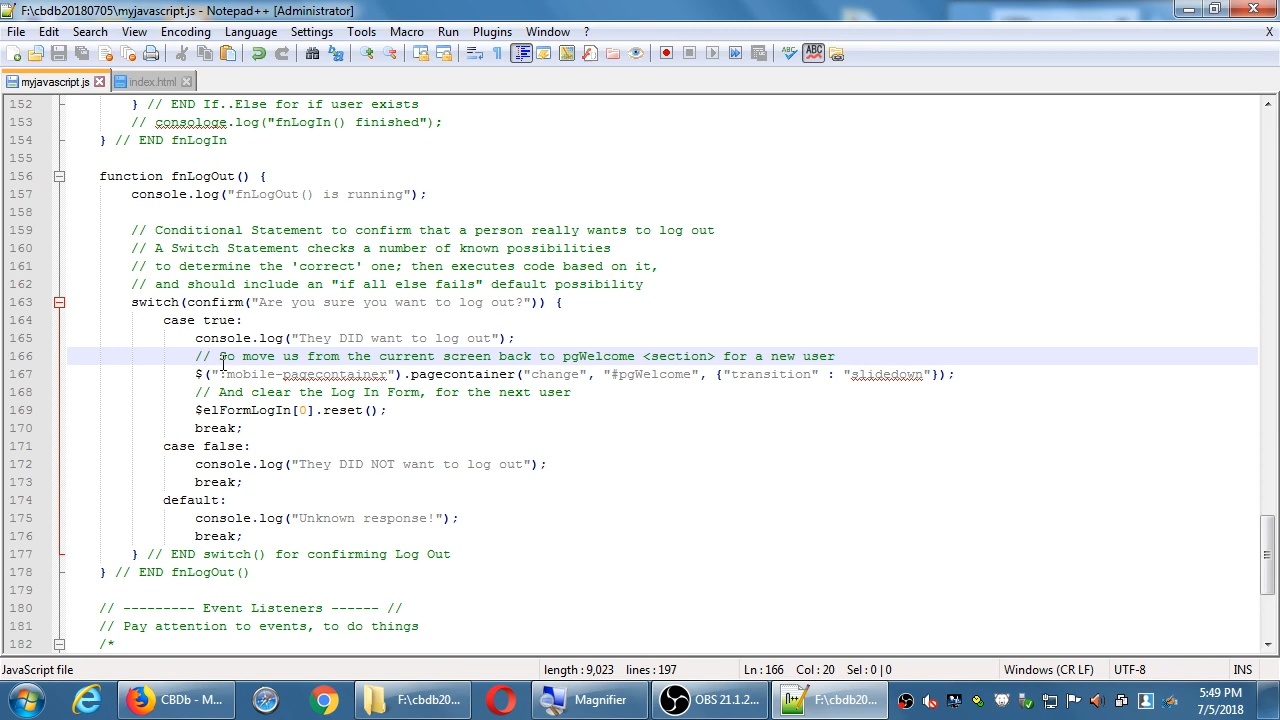 F:\cbdb20180705\myjavascript.js - Notepad++ [Administrator]
File Edit Search View Encoding Language Settings Tools Macro Run Plugins Window ? X
myjavascript.js index.html
152 } // END If..Else for if user exists
153 // consologe.log("fnLogIn() finished");
154 } // END fnLogIn
155
156 function fnLogOut() {
157 console.log("fnLogOut() is running");
158
159 // Conditional Statement to confirm that a person really wants to log out
160 // A Switch Statement checks a number of known possibilities
161 // to determine the 'correct' one; then executes code based on it,
162 // and should include an "if all else fails" default possibility
163 switch(confirm("Are you sure you want to log out?")) {
164 case true:
165 console.log("They DID want to log out");
166 // So move us from the current screen back to pgWelcome <section> for a new user
167 $(":mobile-pagecontainer").pagecontainer("change", "#pgWelcome", {"transition" : "slidedown"});
168 // And clear the Log In Form, for the next user
169 $elFormLogIn[0].reset();
170 break;
171 case false:
172 console.log("They DID NOT want to log out");
173 break;
174 default:
175 console.log("Unknown response!");
176 break;
177 } // END switch() for confirming Log Out
178 } // END fnLogOut()
179
180 // --------- Event Listeners ------ //
181 // Pay attention to events, to do things
182 /*
JavaScript file length : 9,023 lines : 197 Ln : 166 Col : 20 Sel : 0 | 0 Windows (CR LF) UTF-8 INS
CBDb - M... F:\cbdb20... Magnifier OBS 21.1.2... F:\cbdb20... 5:49 PM
7/5/2018